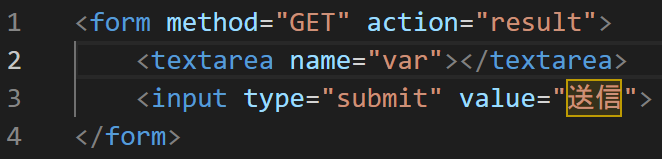 1 <form method="GET" action="result">
2     <textarea name="var"></textarea>
3     <input type="submit" value="送信">
4 </form>